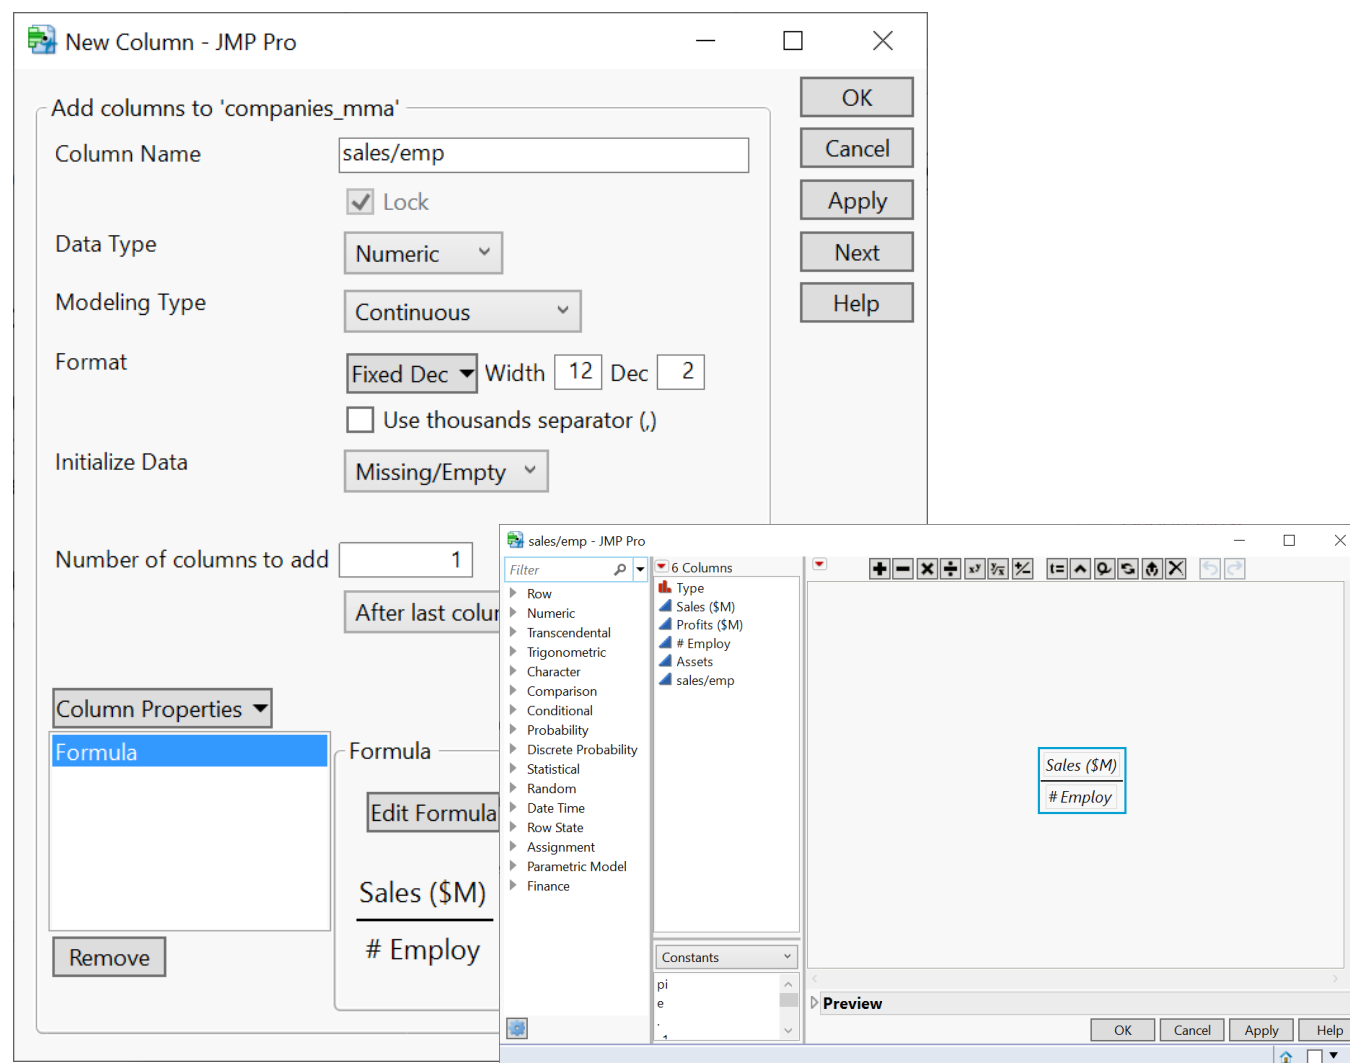 New Column - JMP Pro
Add columns to 'companies_mma'
OK
Column Name
sales/emp
Cancel
Lock
Apply
Data Type
Numeric
Next
Modeling Type
Continuous
Help
Format
Fixed Dec
Width
12
Dec
2
Use thousands separator (,)
Initialize Data
Missing/Empty
Number of columns to add
1
After last colu
Column Properties
Formula
Formula
Edit Formula
Sales ($M)
# Employ
Remove
sales/emp - JMP Pro
Filter
Row
Numeric
Transcendental
Trigonometric
Character
Comparison
Conditional
Probability
Discrete Probability
Statistical
Random
Date Time
Row State
Assignment
Parametric Model
Finance
6 Columns
Type
Sales ($M)
Profits ($M)
# Employ
Assets
sales/emp
Constants
pi
e
.
t=
Sales ($M)
# Employ
Preview
OK
Cancel
Apply
Help